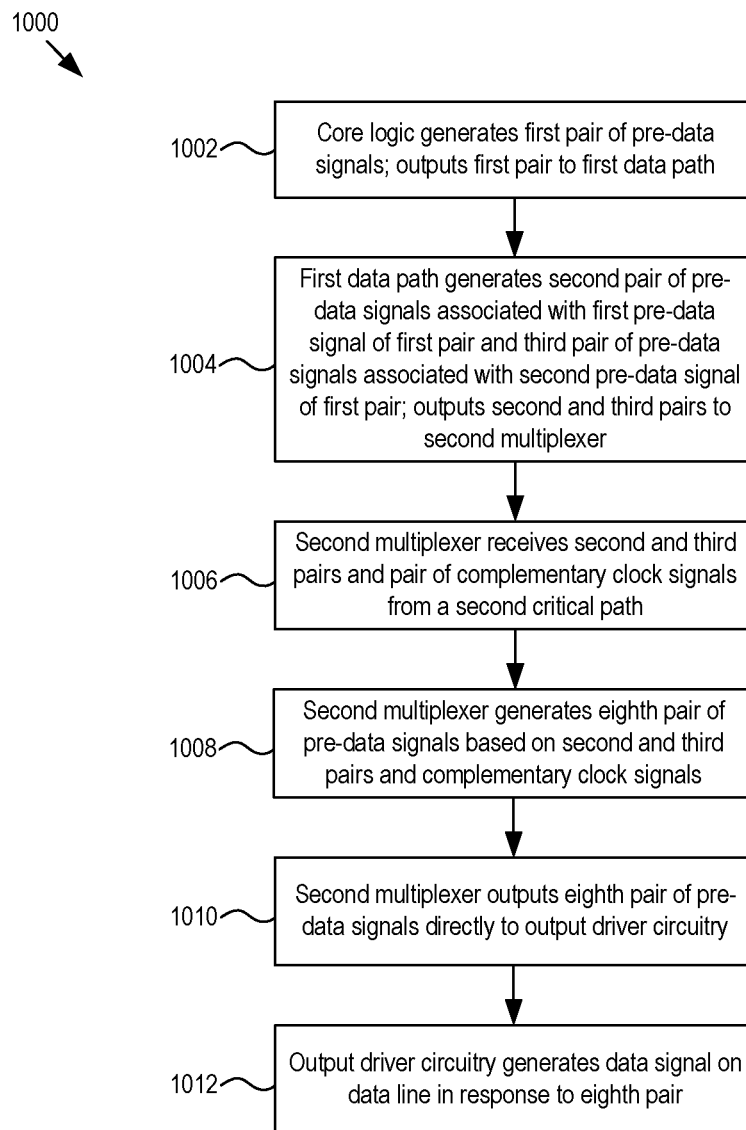 1000
1002
Core logic generates first pair of pre-data
signals; outputs first pair to first data path
1004
First data path generates second pair of pre-
data signals associated with first pre-data
signal of first pair and third pair of pre-data
signals associated with second pre-data signal
of first pair; outputs second and third pairs to
second multiplexer
1006
Second multiplexer receives second and third
pairs and pair of complementary clock signals
from a second critical path
1008
Second multiplexer generates eighth pair of
pre-data signals based on second and third
pairs and complementary clock signals
1010
Second multiplexer outputs eighth pair of pre-
data signals directly to output driver circuitry
1012
Output driver circuitry generates data signal on
data line in response to eighth pair